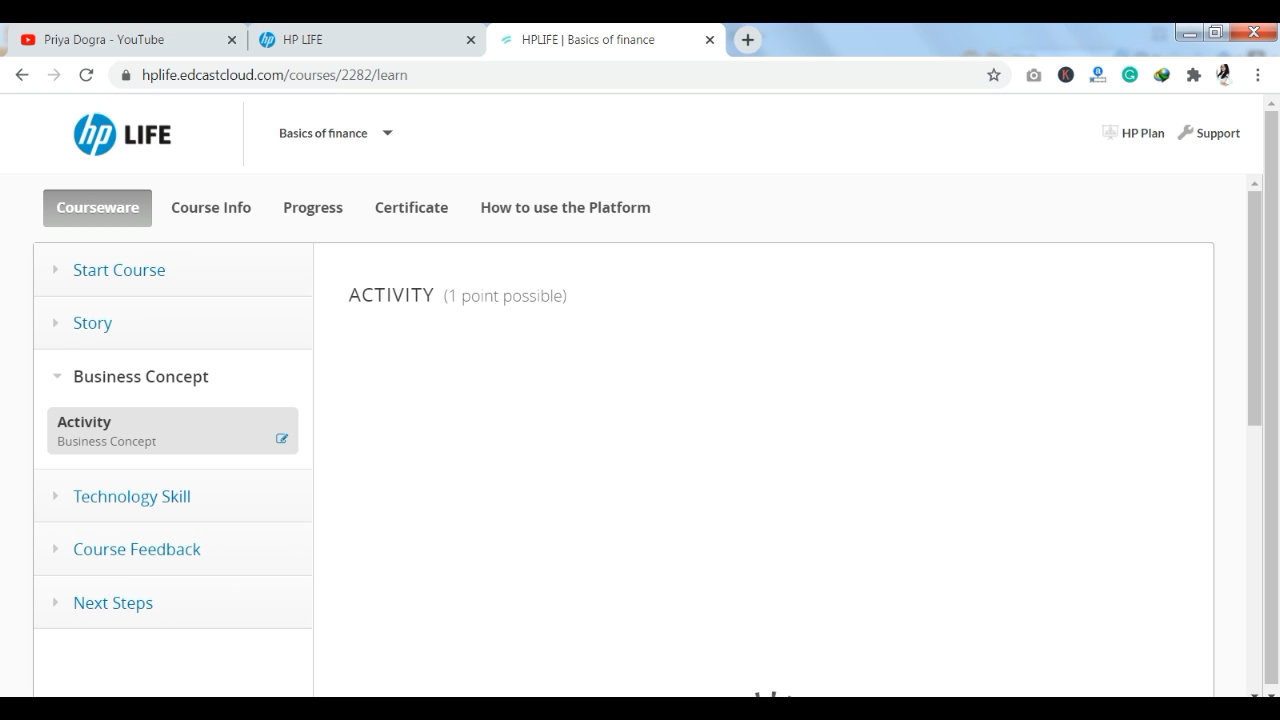 Priya Dogra - YouTube
HP LIFE
HPLIFE | Basics of finance
hplife.edcastcloud.com/courses/2282/learn
hp LIFE
Basics of finance
HP Plan
Support
Courseware
Course Info
Progress
Certificate
How to use the Platform
Start Course
Story
Business Concept
Activity
Business Concept
Technology Skill
Course Feedback
Next Steps
ACTIVITY (1 point possible)